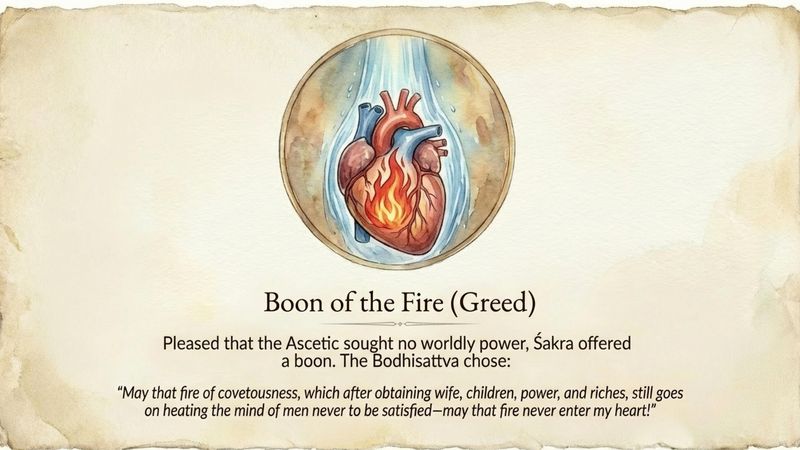 Boon of the Fire (Greed)
Pleased that the Ascetic sought no worldly power, Śakra offered
a boon. The Bodhisattva chose:
“May that fire of covetousness, which after obtaining wife, children, power, and riches, still goes
on heating the mind of men never to be satisfied—may that fire never enter my heart!”